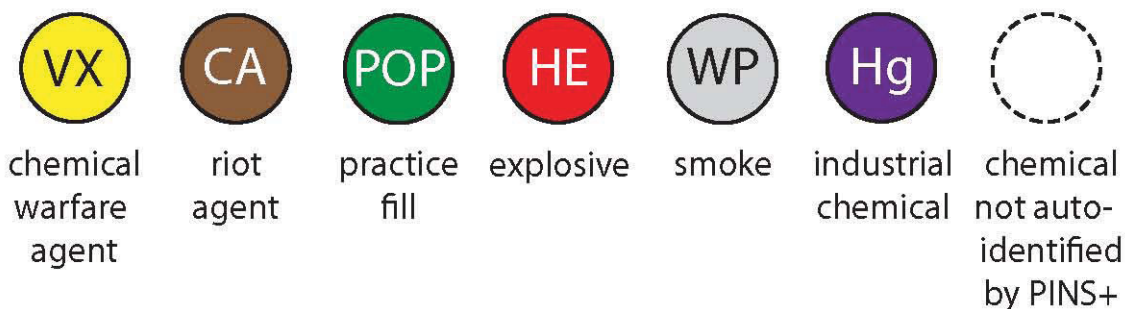 VX
CA
POP
HE
WP
Hg
chemical
warfare
agent
riot
agent
practice
fill
explosive
smoke
industrial
chemical
chemical
not auto-
identified
by PINS+